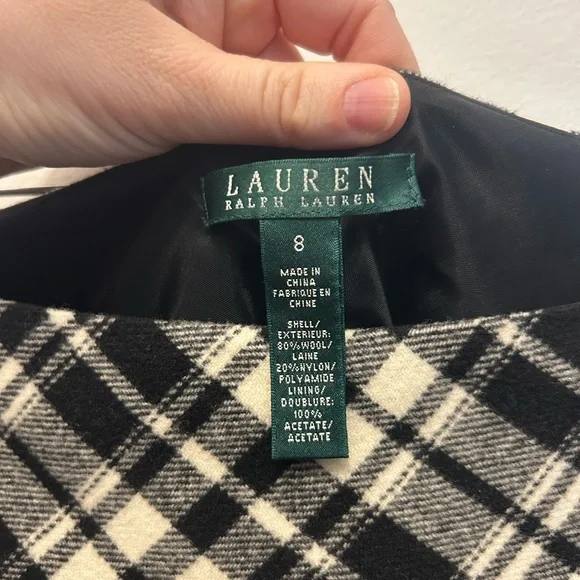 LAUREN
RALPH LAUREN
8
MADE IN
CHINA
FABRIQUE EN
CHINE
SHELL/
EXTERIEUR:
80%WOOL/
LAINE
20%NYLON/
POLYAMIDE
LINING/
DOUBLURE:
100%
ACETATE/
ACETATE